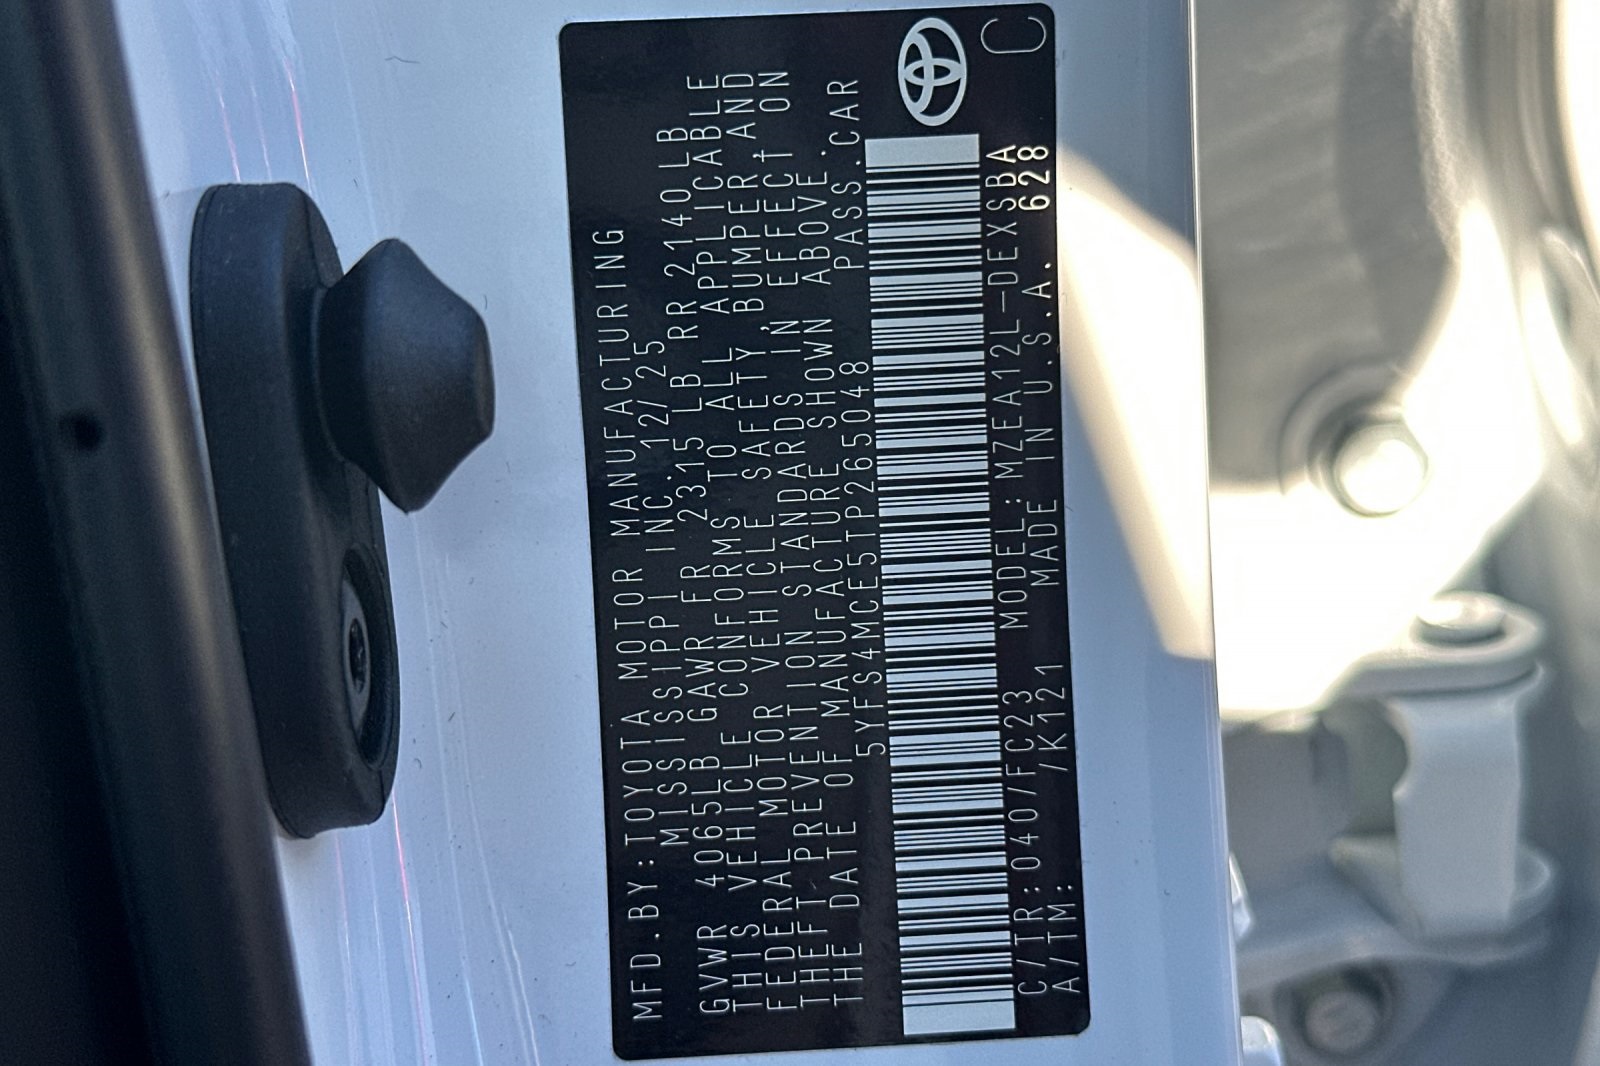 MFD.BY:TOYOTA MOTOR MANUFACTURING
MISSISSIPPI INC. 12/25
GVWR 4065LB GAWR FR 2315 LB RR 2140LB
THIS VEHICLE CONFORMS TO ALL APPLICABLE
FEDERAL MOTOR VEHICLE SAFETY, BUMPER, AND
THEFT PREVENTION STANDARDS IN EFFECT ON
THE DATE OF MANUFACTURE SHOWN ABOVE.
5YFS4MCE5TP265048 PASS.CAR
C/TR:040/FC23 MODEL:MZEA12L-DEXSBA
A/TM: /K121 MADE IN U.S.A. 628
C